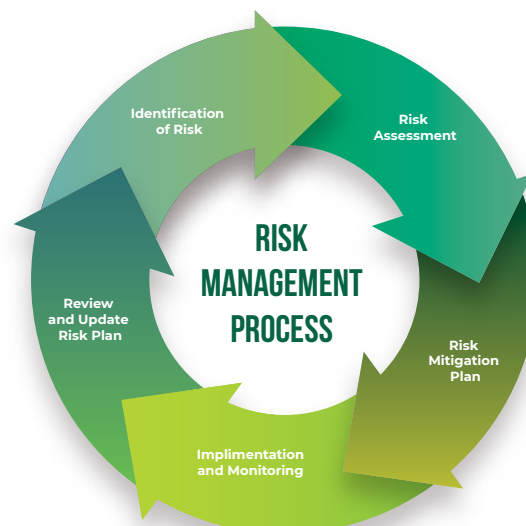 Identification
of Risk
Risk
Assessment
RISK
MANAGEMENT
PROCESS
Review
and Update
Risk Plan
Risk
Mitigation
Plan
Implimentation
and Monitoring